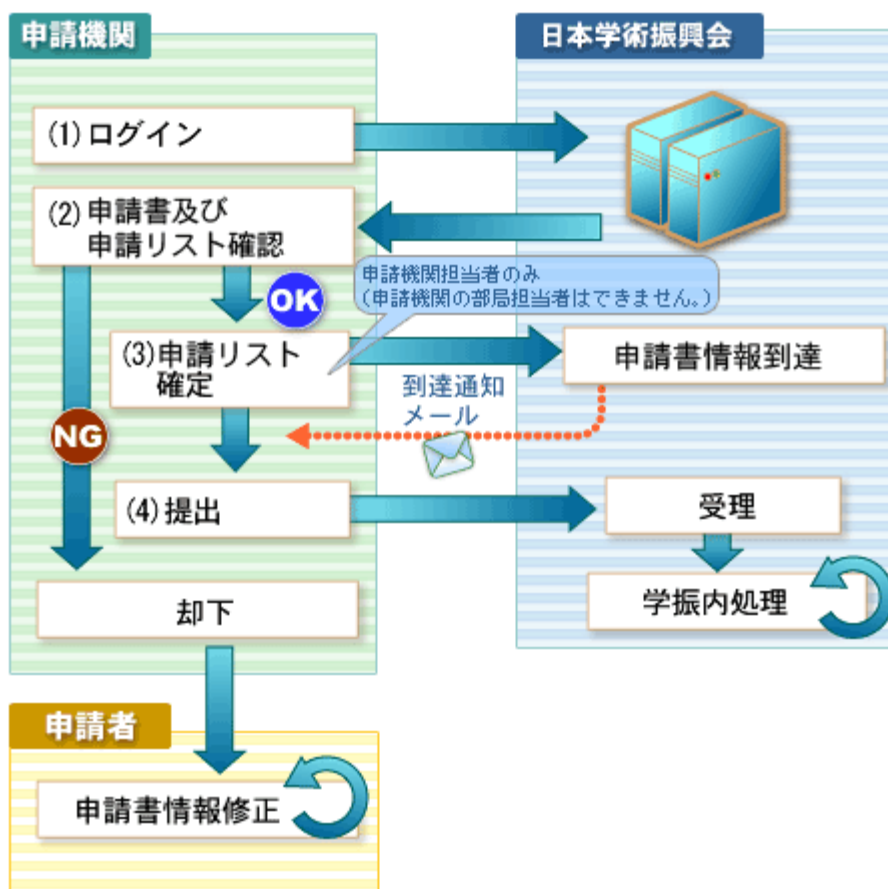 申請機関
日本学術振興会
(1)ログイン
(2)申請書及び
申請リスト確認
OK
申請機関担当者のみ
(申請機関の部局担当者はできません。)
(3)申請リスト
確定
申請書情報到達
到達通知
メール
NG
(4)提出
受理
学振内処理
却下
申請者
申請書情報修正